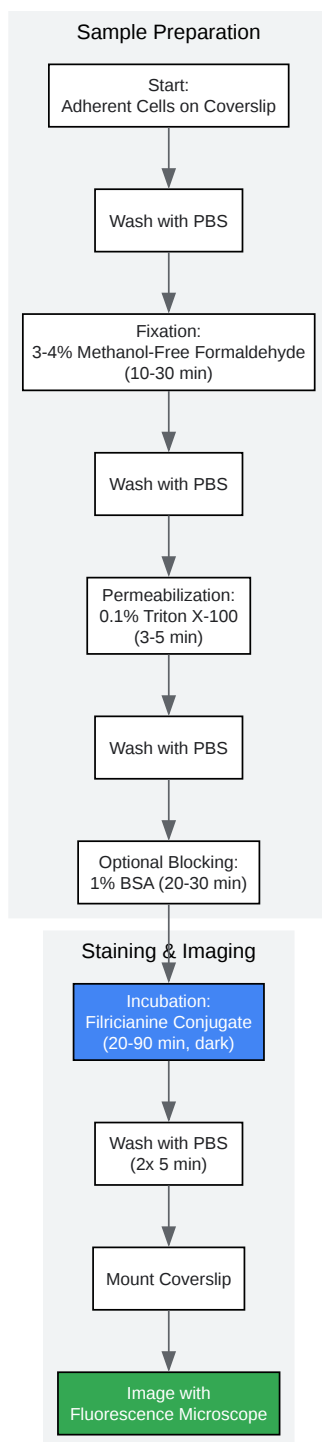 Sample Preparation
Start:
Adherent Cells on Coverslip
Wash with PBS
Fixation:
3-4% Methanol-Free Formaldehyde
(10-30 min)
Wash with PBS
Permeabilization:
0.1% Triton X-100
(3-5 min)
Wash with PBS
Optional Blocking:
1% BSA (20-30 min)
Staining & Imaging
Incubation:
Filricianine Conjugate
(20-90 min, dark)
Wash with PBS
(2x 5 min)
Mount Coverslip
Image with
Fluorescence Microscope